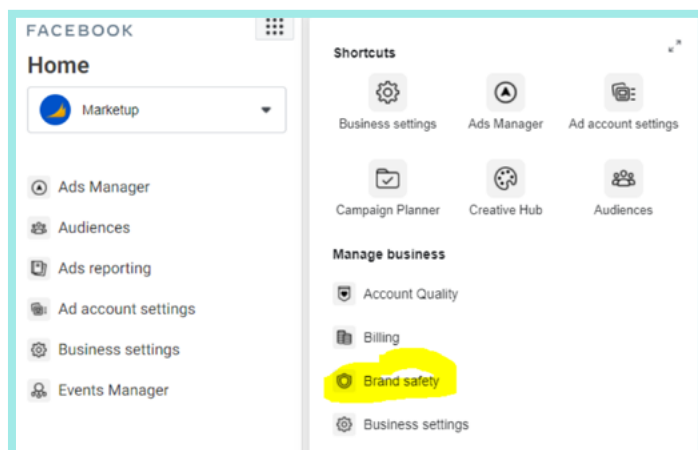 FACEBOOK
Home
Marketup
Ads Manager
Audiences
Ads reporting
Ad account settings
Business settings
Events Manager
Shortcuts
Business settings
Ads Manager
Ad account settings
Campaign Planner
Creative Hub
Audiences
Manage business
Account Quality
Billing
Brand safety
Business settings